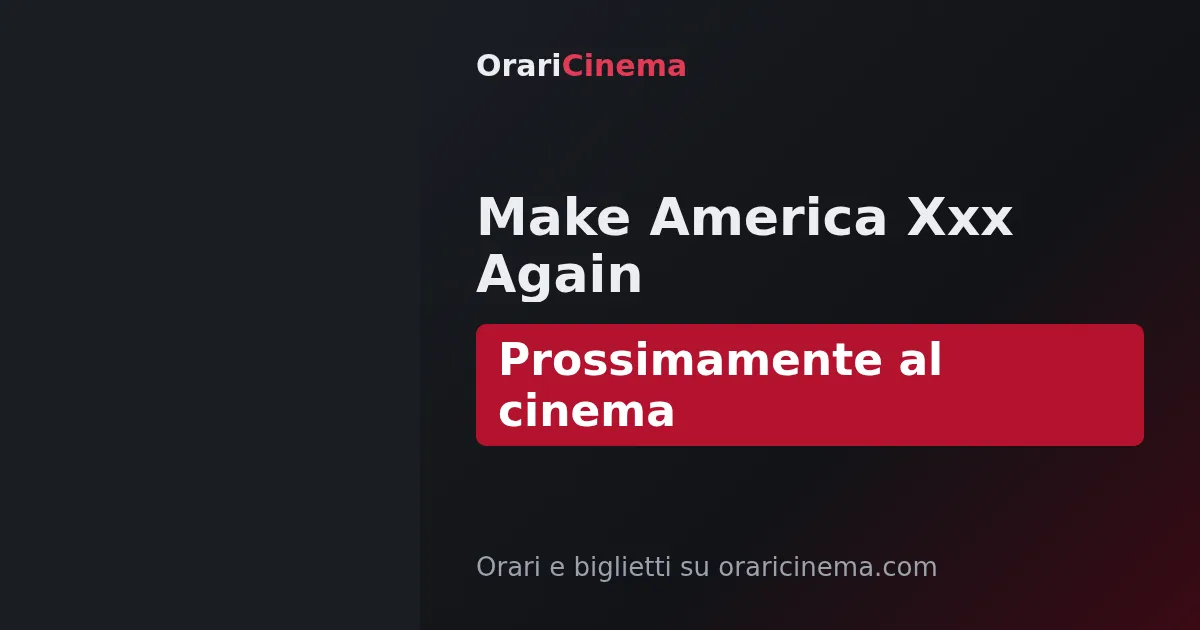 OrariCinema
Make America Xxx
Again
Prossimamente al
cinema
Orari e biglietti su oraricinema.com